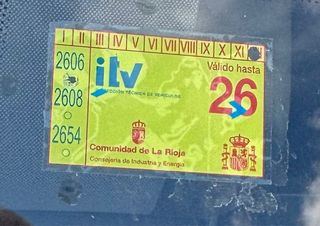 I II III IV V VI VII VIII IX X XI
2606
itv
Válido hasta
INSPECCIÓN TÉCNICA DE VEHÍCULOS
26
2608
2654
Comunidad de La Rioja
Consejería de Industria y Energía